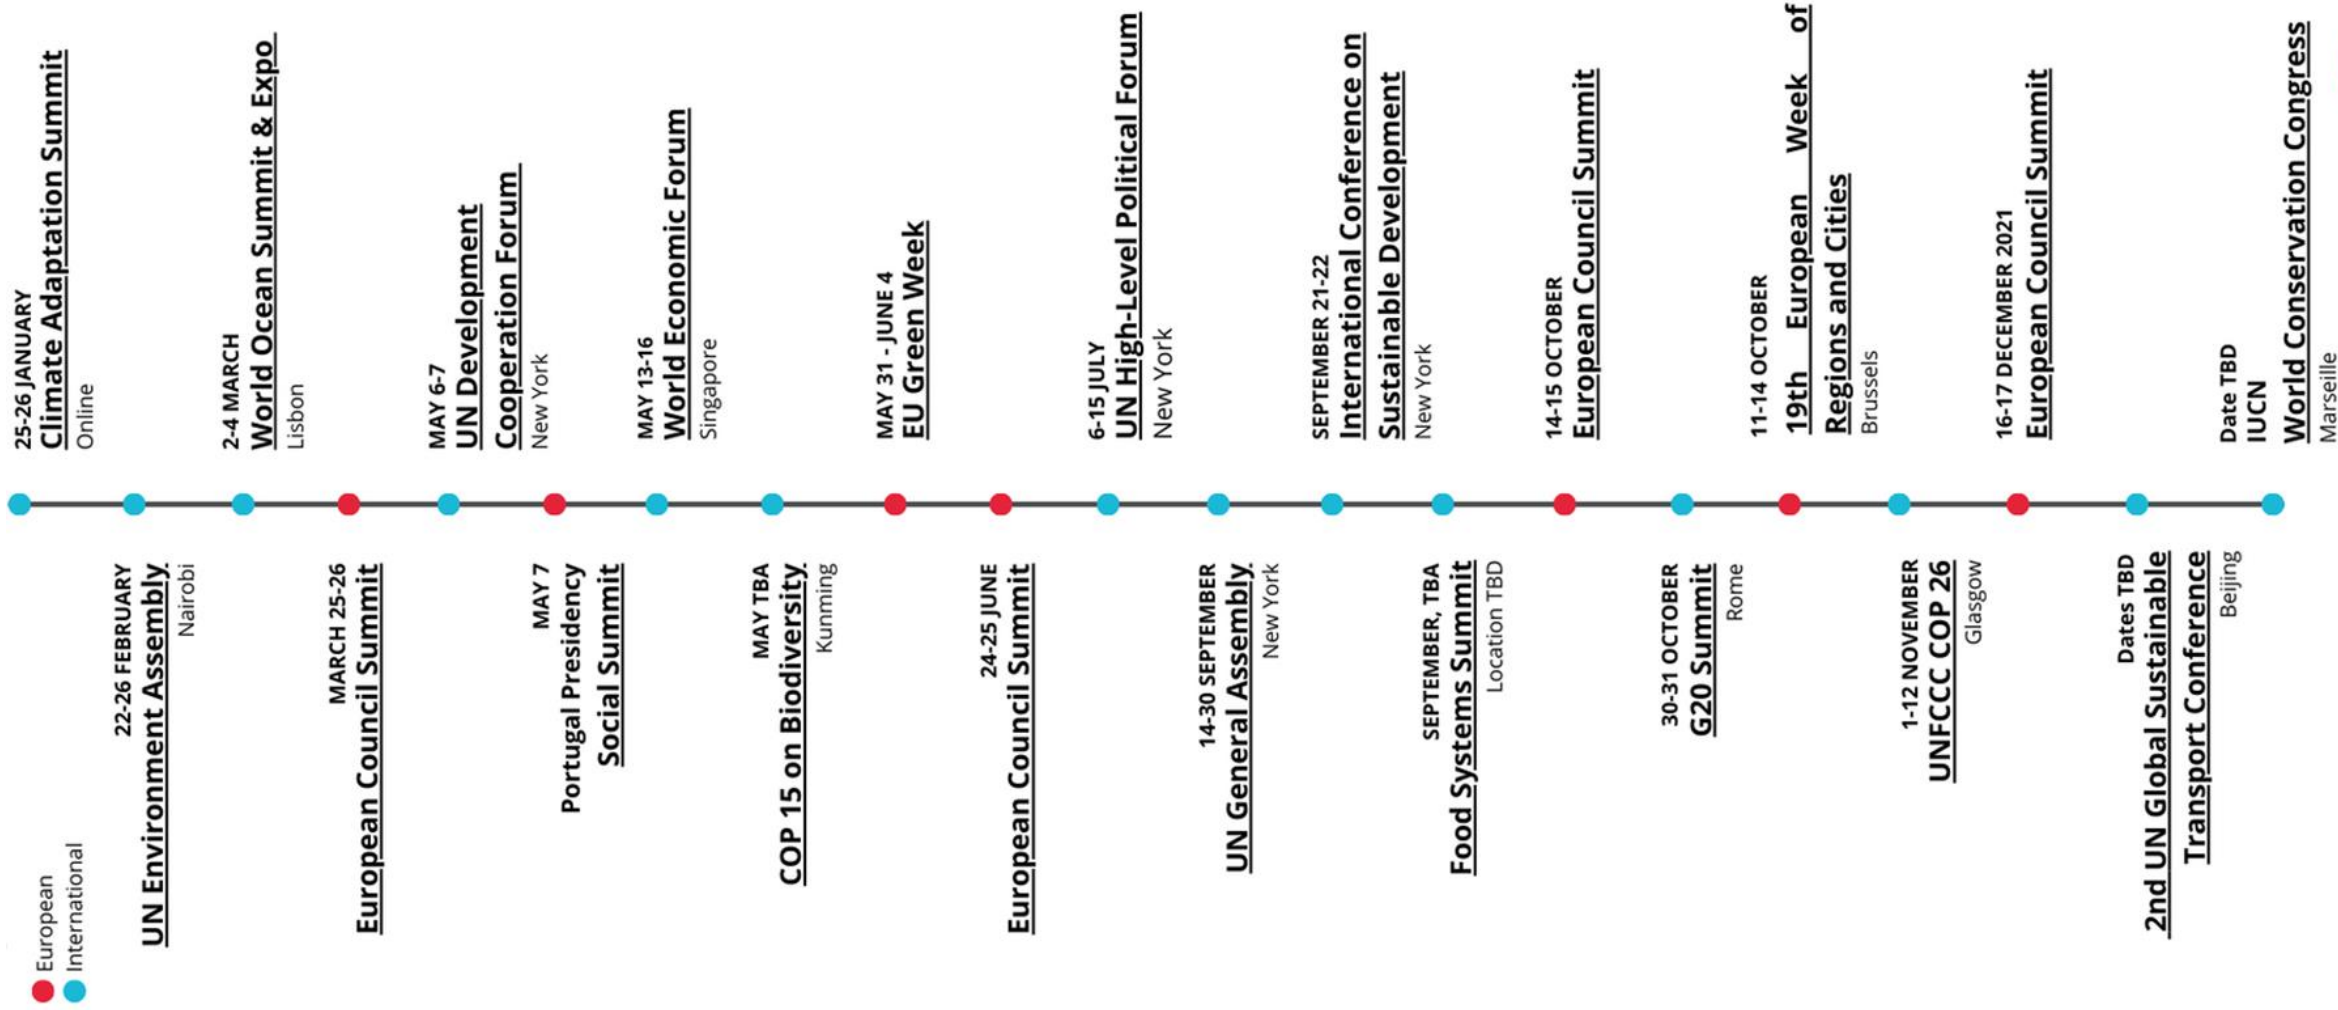 European
International
25-26 JANUARY
Climate Adaptation Summit
Online
22-26 FEBRUARY
UN Environment Assembly
Nairobi
2-4 MARCH
World Ocean Summit & Expo
Lisbon
MARCH 25-26
European Council Summit
MAY 6-7
UN Development
Cooperation Forum
New York
MAY 7
Portugal Presidency
Social Summit
MAY 13-16
World Economic Forum
Singapore
MAY TBA
COP 15 on Biodiversity
Kunming
MAY 31 - JUNE 4
EU Green Week
24-25 JUNE
European Council Summit
6-15 JULY
UN High-Level Political Forum
New York
14-30 SEPTEMBER
UN General Assembly
New York
SEPTEMBER 21-22
International Conference on
Sustainable Development
New York
SEPTEMBER, TBA
Food Systems Summit
Location TBD
14-15 OCTOBER
European Council Summit
30-31 OCTOBER
G20 Summit
Rome
11-14 OCTOBER
19th European Week of
Regions and Cities
Brussels
1-12 NOVEMBER
UNFCCC COP 26
Glasgow
16-17 DECEMBER 2021
European Council Summit
Dates TBD
2nd UN Global Sustainable
Transport Conference
Beijing
Date TBD
IUCN
World Conservation Congress
Marseille